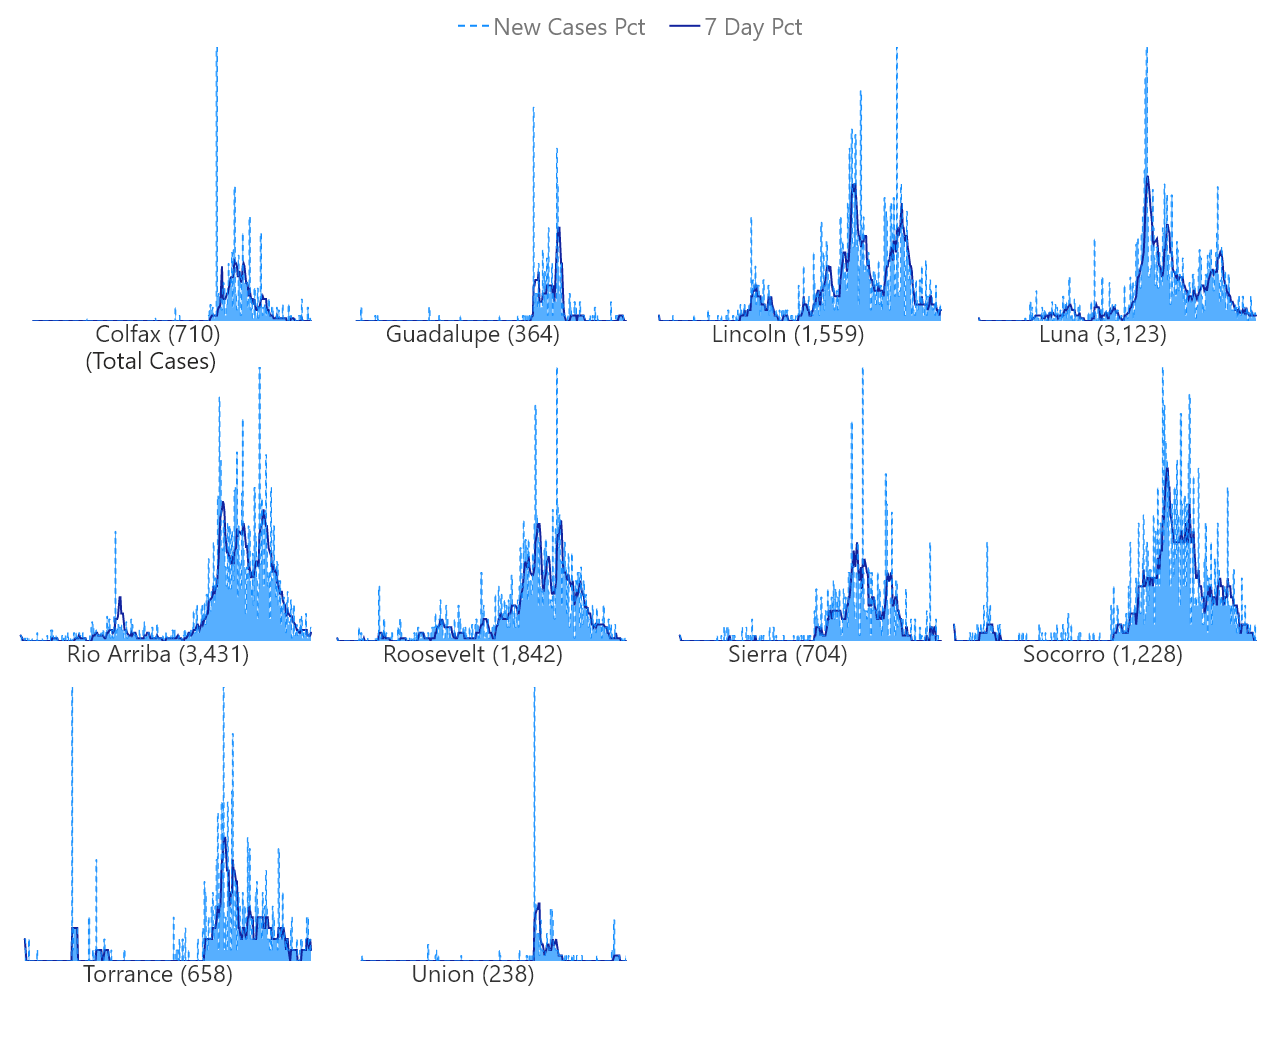 New Cases Pct 7 Day Pct
Colfax (710) Guadalupe (364) Lincoln (1,559) Luna (3,123)
(Total Cases)
Rio Arriba (3,431) Roosevelt (1,842) Sierra (704) Socorro (1,228)
Torrance (658) Union (238)